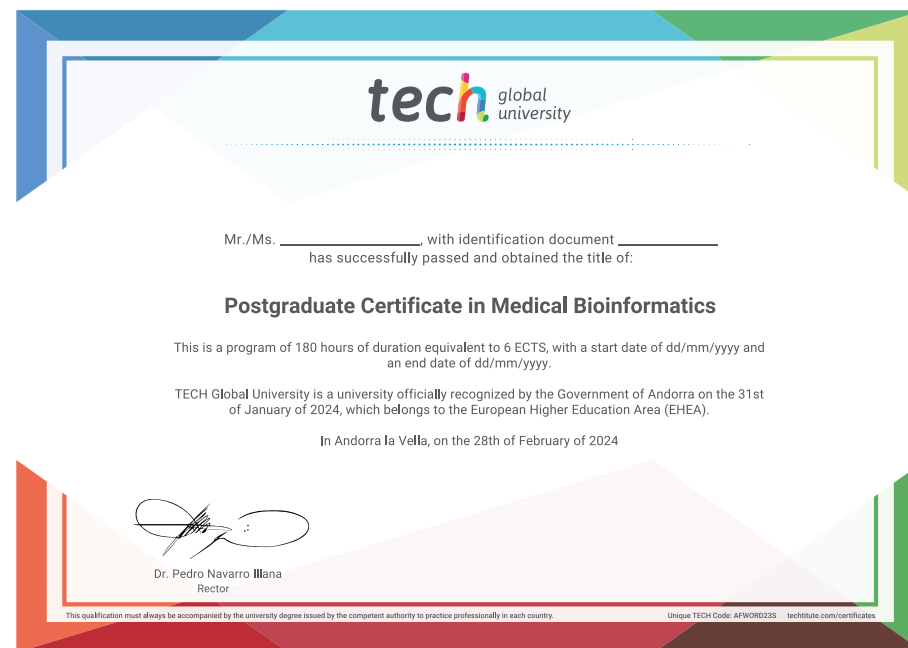 tech global
university
Mr./Ms. ____________, with identification document ____________
has successfully passed and obtained the title of:
Postgraduate Certificate in Medical Bioinformatics
This is a program of 180 hours of duration equivalent to 6 ECTS, with a start date of dd/mm/yyyy and
an end date of dd/mm/yyyy.
TECH Global University is a university officially recognized by the Government of Andorra on the 31st
of January of 2024, which belongs to the European Higher Education Area (EHEA).
In Andorra la Vella, on the 28th of February of 2024
Dr. Pedro Navarro Illana
Rector
This qualification must always be accompanied by the university degree issued by the competent authority to practice professionally in each country. Unique TECH Code: AFWORD23S techtitute.com/certificates